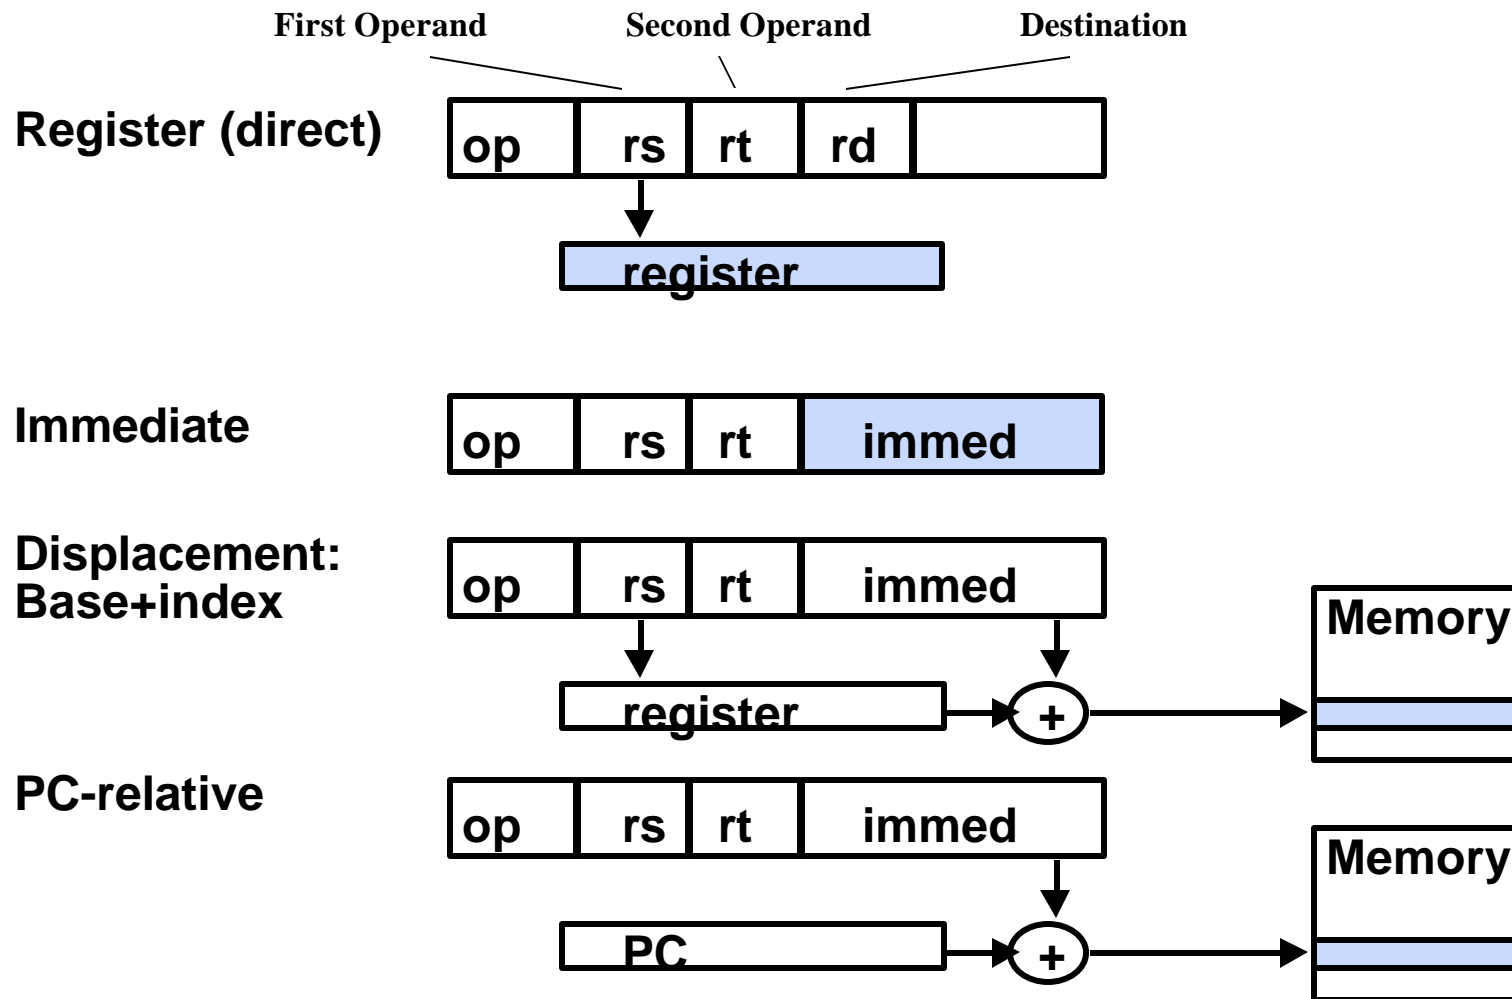 First Operand Second Operand Destination
Register (direct)
op rs rt rd
register
Immediate
op rs rt immed
Displacement:
Base+index
op rs rt immed
Memory
register +
PC-relative
op rs rt immed
Memory
PC +